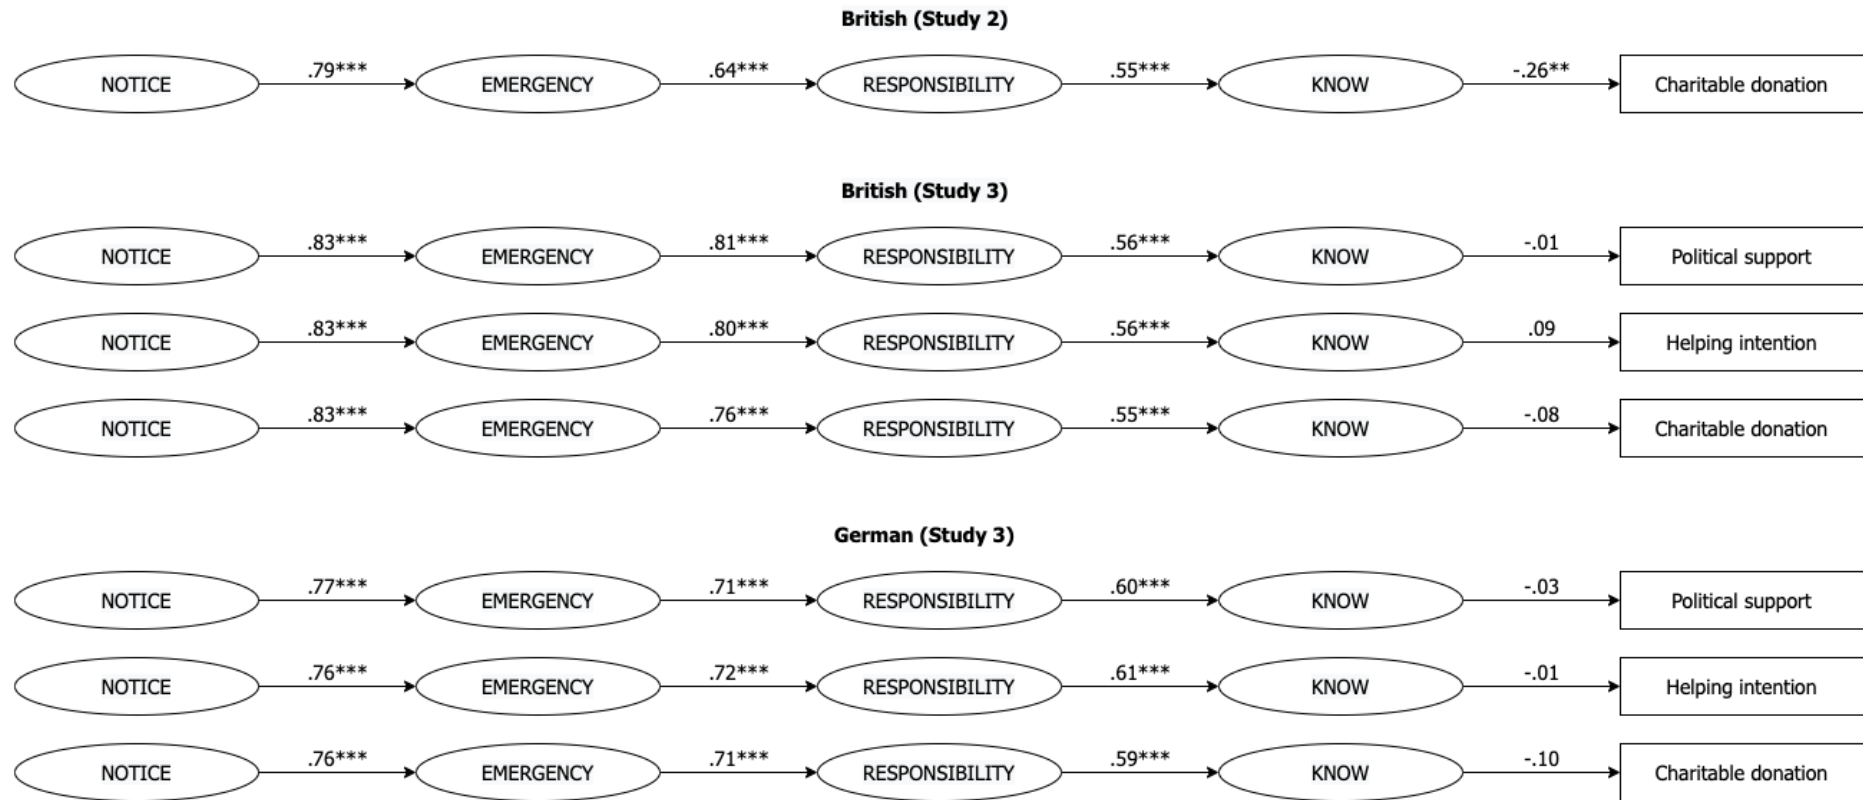 British (Study 2)
NOTICE .79*** EMERGENCY .64*** RESPONSIBILITY .55*** KNOW -.26** Charitable donation
British (Study 3)
NOTICE .83*** EMERGENCY .81*** RESPONSIBILITY .56*** KNOW -.01 Political support
NOTICE .83*** EMERGENCY .80*** RESPONSIBILITY .56*** KNOW .09 Helping intention
NOTICE .83*** EMERGENCY .76*** RESPONSIBILITY .55*** KNOW -.08 Charitable donation
German (Study 3)
NOTICE .77*** EMERGENCY .71*** RESPONSIBILITY .60*** KNOW -.03 Political support
NOTICE .76*** EMERGENCY .72*** RESPONSIBILITY .61*** KNOW -.01 Helping intention
NOTICE .76*** EMERGENCY .71*** RESPONSIBILITY .59*** KNOW -.10 Charitable donation